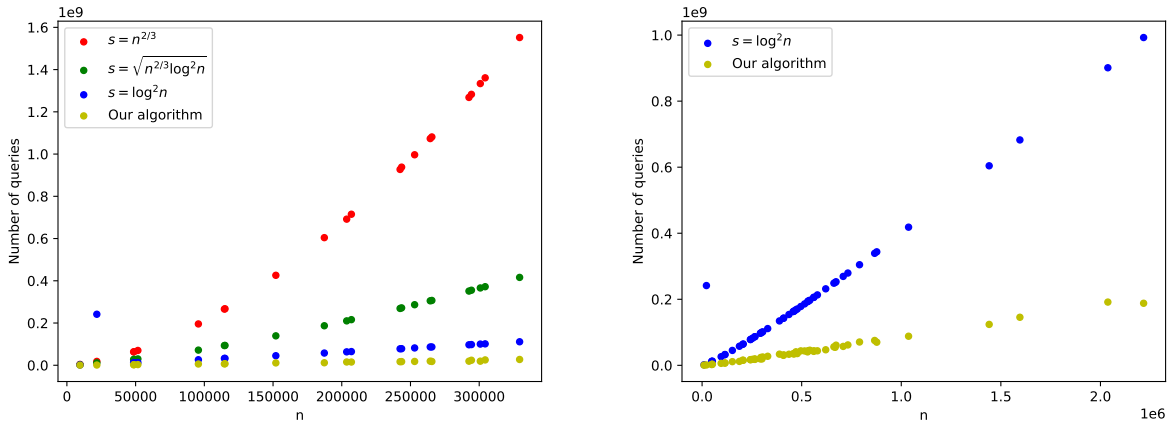 1e9
1.6
1.4
1.2
1.0
0.8
0.6
0.4
0.2
0.0
Number of queries
s = n^{2/3}
s = \sqrt{n^{2/3}log^2n}
s = log^2n
Our algorithm
0 50000 100000 150000 200000 250000 300000
n
1e9
1.0
0.8
0.6
0.4
0.2
0.0
Number of queries
s = log^2n
Our algorithm
0.0 0.5 1.0 1.5 2.0
1e6
n